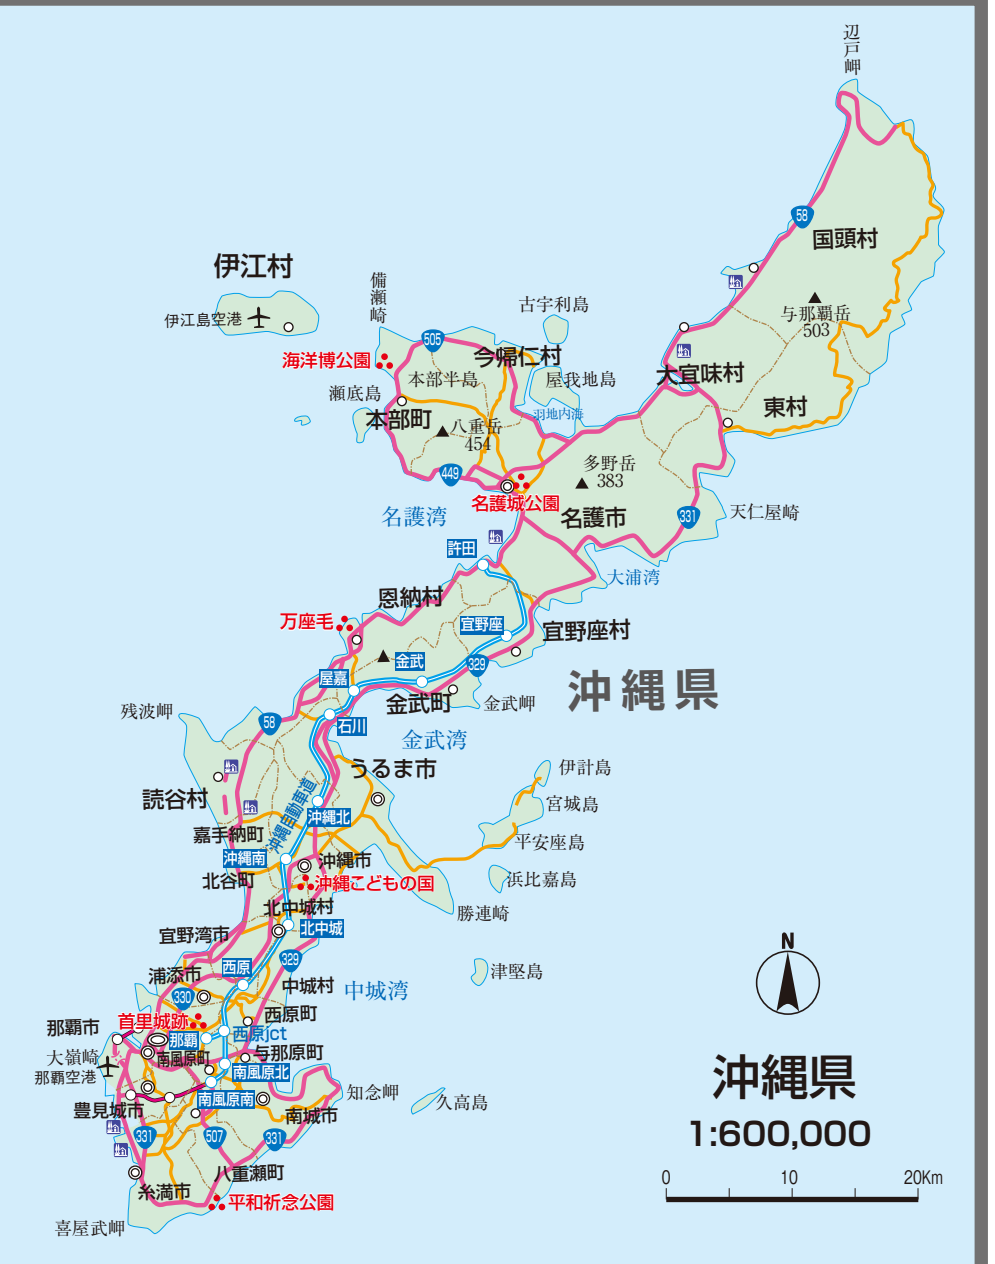 辺戸岬
58
国頭村
伊江村
備瀬崎
古宇利島
与那覇岳
503
伊江島空港
505
海洋博公園
今帰仁村
大宜味村
本部半島
屋我地島
瀬底島
東村
本部町
羽地内海
八重岳
454
449
多野岳
383
名護城公園
名護湾
名護市
331
天仁屋崎
許田
大浦湾
恩納村
万座毛
宜野座
宜野座村
金武
329
屋嘉
沖縄県
金武町
金武岬
残波岬
58
石川
金武湾
うるま市
伊計島
読谷村
沖縄自動車道
宮城島
沖縄北
嘉手納町
平安座島
沖縄南
沖縄市
北谷町
沖縄こどもの国
浜比嘉島
北中城村
勝連崎
北中城
宜野湾市
329
西原
浦添市
津堅島
中城村
中城湾
330
西原町
首里城跡
那覇市
那覇
西原jct
大嶺崎
南風原町
与那原町
那覇空港
南風原北
知念岬
南風原南
久高島
豊見城市
南城市
331
507
331
八重瀬町
糸満市
平和祈念公園
喜屋武岬
N
沖縄県
1:600,000
0 10 20Km